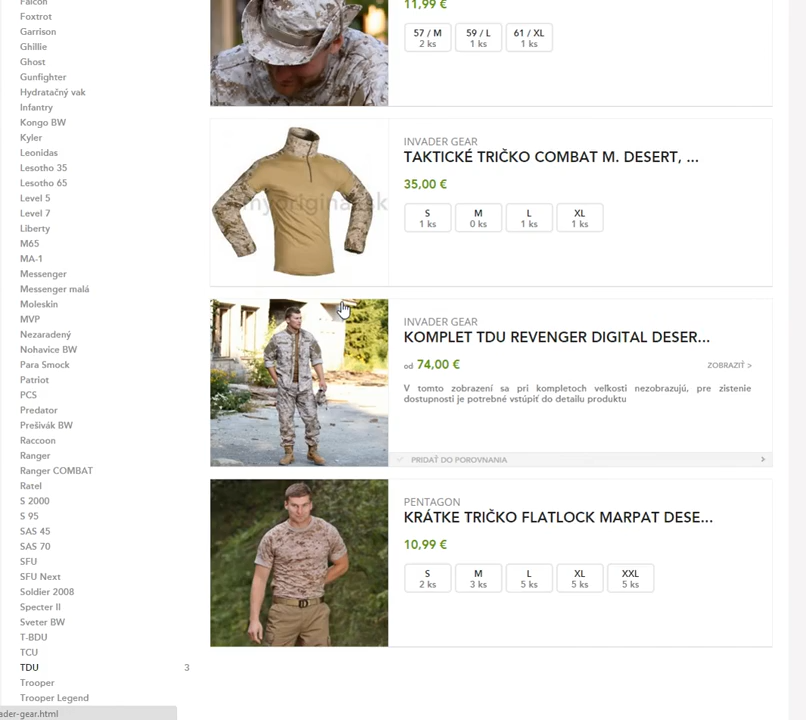 Falcon
Foxtrot
Garrison
Ghillie
Ghost
Gunfighter
Hydratačný vak
Infantry
Kongo BW
Kyler
Leonidas
Lesotho 35
Lesotho 65
Level 5
Level 7
Liberty
M65
MA-1
Messenger
Messenger malá
Moleskin
MVP
Nezaradený
Nohavice BW
Para Smock
Patriot
PCS
Predator
Prešivák BW
Raccoon
Ranger
Ranger COMBAT
Ratel
S 2000
S 95
SAS 45
SAS 70
SFU
SFU Next
Soldier 2008
Specter II
Sveter BW
T-BDU
TCU
TDU 3
Trooper
Trooper Legend
ader-gear.html
11,99 €
57 / M 59 / L 61 / XL
2 ks 1 ks 1 ks
INVADER GEAR
TAKTICKÉ TRIČKO COMBAT M. DESERT, ...
35,00 €
S M L XL
1 ks 0 ks 1 ks 1 ks
INVADER GEAR
KOMPLET TDU REVENGER DIGITAL DESER...
od 74,00 € ZOBRAZIŤ >
V tomto zobrazení sa pri kompletoch veľkosti nezobrazujú, pre zistenie
dostupnosti je potrebné vstúpiť do detailu produktu
PRIDAŤ DO POROVNANIA >
PENTAGON
KRÁTKE TRIČKO FLATLOCK MARPAT DESE...
10,99 €
S M L XL XXL
2 ks 3 ks 5 ks 5 ks 5 ks